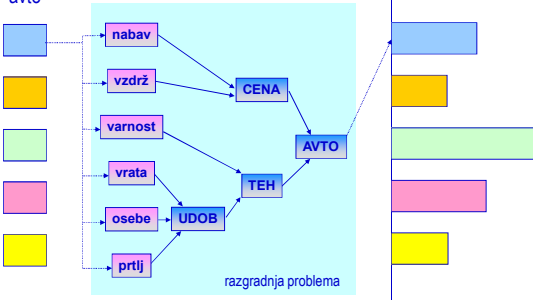 avto
nabav
vzdrž
CENA
varnost
AVTO
vrata
TEH
osebe
UDOB
prtlj
razgradnja problema